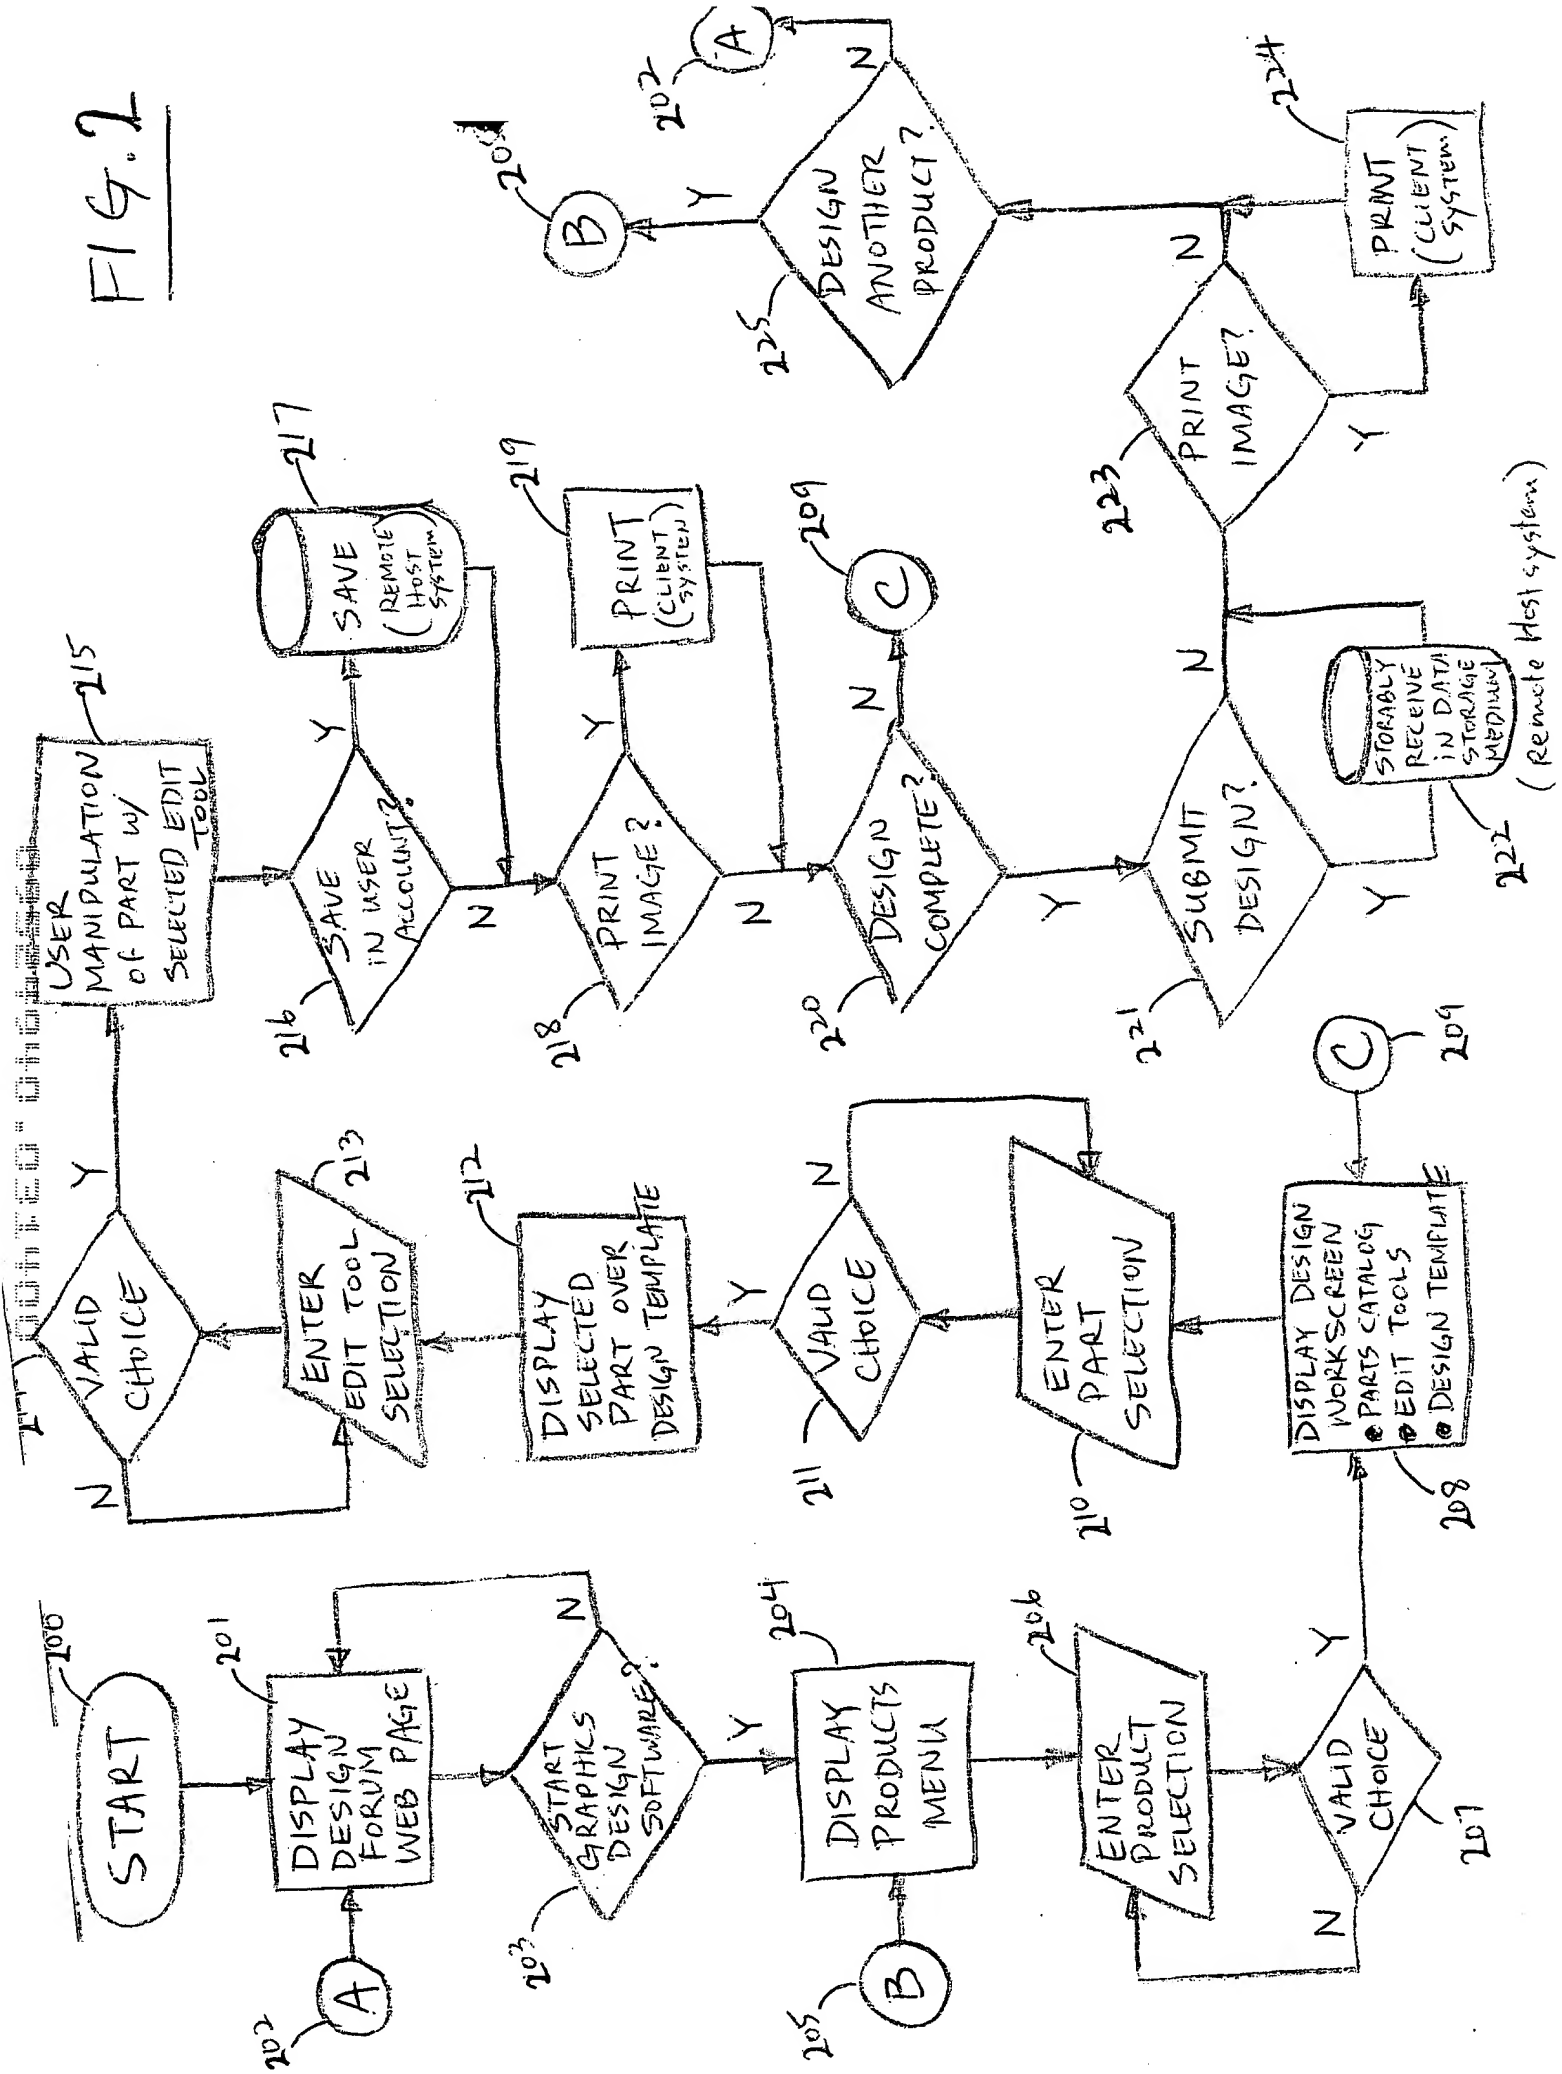 FIG. 2
200
START
201
DISPLAY
DESIGN
FORUM
WEB PAGE
202
A
203
START
GRAPHICS
DESIGN
SOFTWARE?
N
Y
204
DISPLAY
PRODUCTS
MENU
205
B
206
ENTER
PRODUCT
SELECTION
207
VALID
CHOICE
N
Y
208
DISPLAY DESIGN
WORKSCREEN
• PARTS CATALOG
• EDIT TOOLS
• DESIGN TEMPLATE
C
209
210
ENTER
PART
SELECTION
211
VALID
CHOICE
N
Y
212
DISPLAY
SELECTED
PART OVER
DESIGN TEMPLATE
213
ENTER
EDIT TOOL
SELECTION
VALID
CHOICE
N
Y
215
USER
MANIPULATION
OF PART W/
SELECTED EDIT
TOOL
216
SAVE
IN USER
ACCOUNT?
Y
N
217
SAVE
(REMOTE
HOST
SYSTEM)
218
PRINT
IMAGE?
Y
N
219
PRINT
(CLIENT
SYSTEM)
220
DESIGN
COMPLETE?
N
Y
C
209
221
SUBMIT
DESIGN?
N
Y
222
STORABLY
RECEIVE
IN DATA
STORAGE
MEDIUM
(Remote Host system)
223
PRINT
IMAGE?
N
Y
224
PRINT
(CLIENT
SYSTEM)
225
DESIGN
ANOTHER
PRODUCT?
Y
N
B
A
202